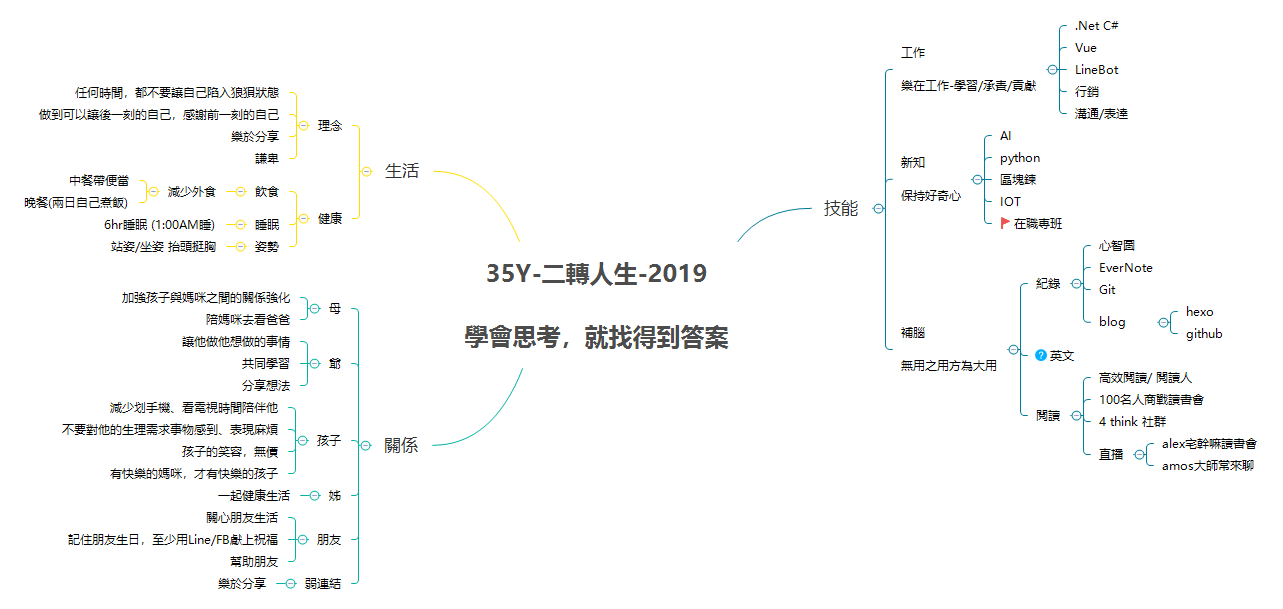 35Y-二轉人生-2019
學會思考，就找得到答案
技能
工作
樂在工作-學習/承責/貢獻
.Net C#
Vue
LineBot
行銷
溝通/表達
新知
保持好奇心
AI
python
區塊鍊
IOT
在職專班
補腦
無用之用方為大用
紀錄
心智圖
EverNote
Git
blog
hexo
github
英文
閱讀
高效閱讀/ 閱讀人
100名人商戰讀書會
4 think 社群
直播
alex宅幹嘛讀書會
amos大師常來聊
生活
理念
任何時間，都不要讓自己陷入狼狽狀態
做到可以讓後一刻的自己，感謝前一刻的自己
樂於分享
謙卑
健康
飲食
減少外食
中餐帶便當
晚餐(兩日自己煮飯)
睡眠
6hr睡眠 (1:00AM睡)
姿勢
站姿/坐姿 抬頭挺胸
關係
母
加強孩子與媽咪之間的關係強化
陪媽咪去看爸爸
爺
讓他做他想做的事情
共同學習
分享想法
孩子
減少划手機、看電視時間陪伴他
不要對他的生理需求事物感到、表現麻煩
孩子的笑容，無價
有快樂的媽咪，才有快樂的孩子
姊
一起健康生活
朋友
關心朋友生活
記住朋友生日，至少用Line/FB獻上祝福
幫助朋友
弱連結
樂於分享